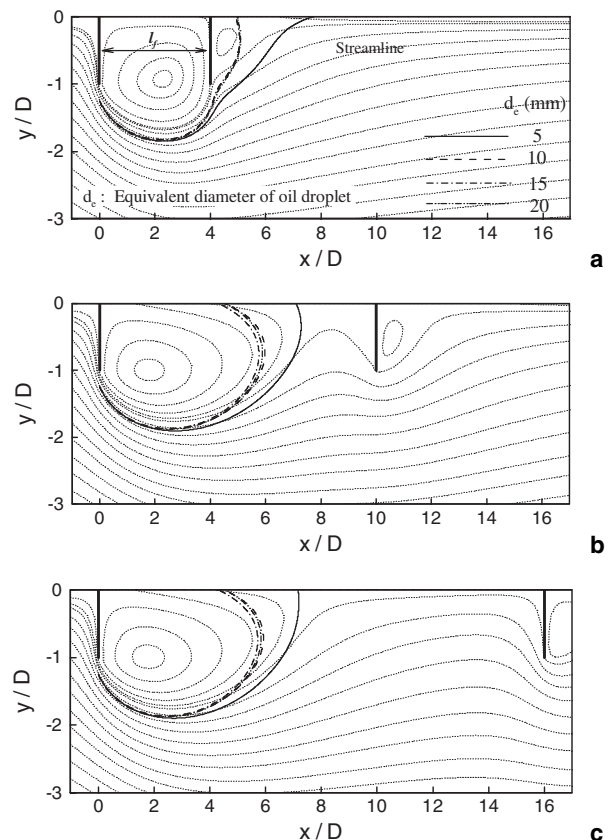 0
-1
-2
-3
y / D
l_f
Streamline
d_e (mm)
5
10
15
20
d_e : Equivalent diameter of oil droplet
0 2 4 6 8 10 12 14 16
x / D
a
0
-1
-2
-3
y / D
0 2 4 6 8 10 12 14 16
x / D
b
0
-1
-2
-3
y / D
0 2 4 6 8 10 12 14 16
x / D
c